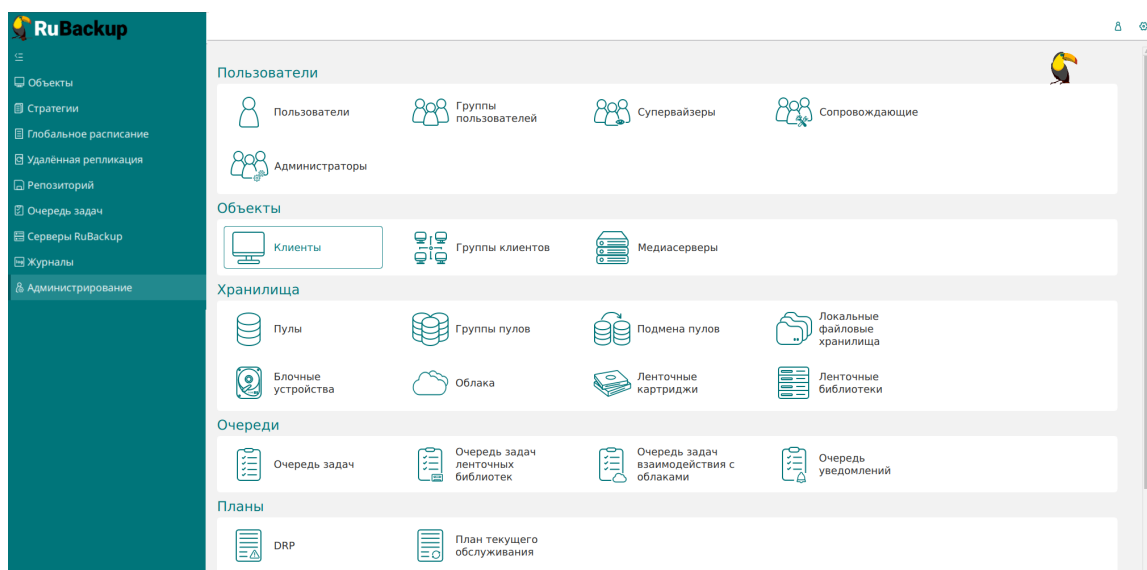 RuBackup
Объекты
Стратегии
Глобальное расписание
Удалённая репликация
Репозиторий
Очередь задач
Серверы RuBackup
Журналы
Администрирование
Пользователи
Пользователи
Группы
пользователей
Супервайзеры
Сопровождающие
Администраторы
Объекты
Клиенты
Группы клиентов
Медиасерверы
Хранилища
Пулы
Группы пулов
Подмена пулов
Локальные
файловые
хранилища
Блочные
устройства
Облака
Ленточные
картриджи
Ленточные
библиотеки
Очереди
Очередь задач
Очередь задач
ленточных
библиотек
Очередь задач
взаимодействия с
облаками
Очередь
уведомлений
Планы
DRP
План текущего
обслуживания